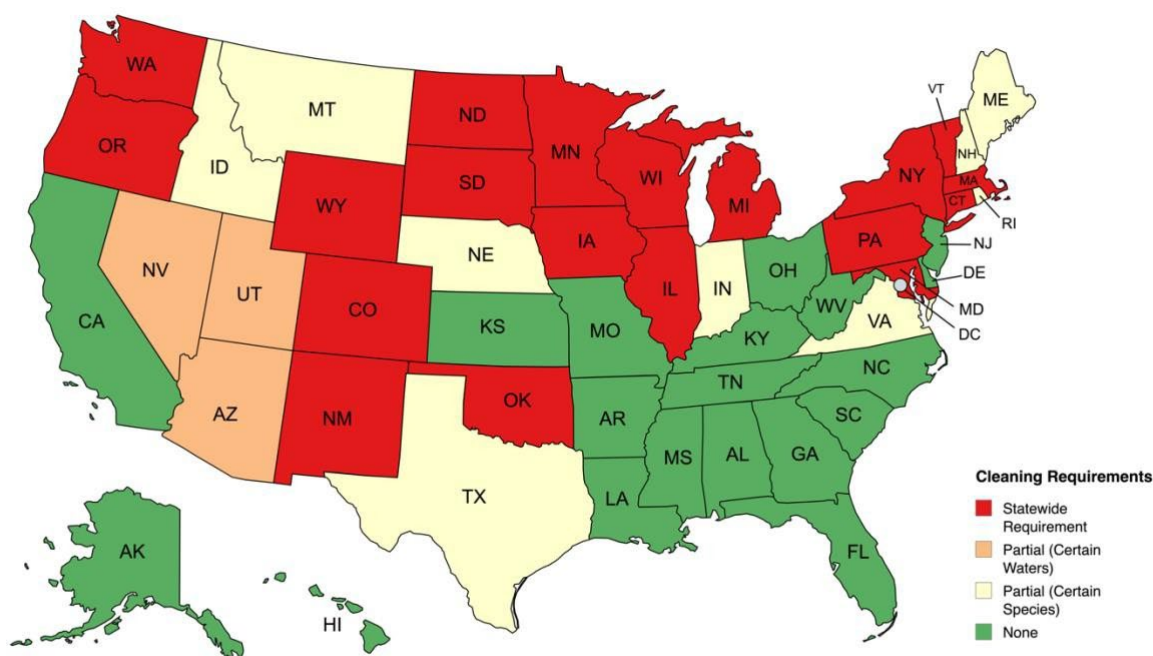 WA
OR
CA
ID
NV
MT
WY
UT
AZ
CO
NM
ND
SD
NE
KS
OK
TX
MN
IA
MO
AR
LA
WI
IL
MI
IN
OH
KY
TN
MS
AL
GA
FL
SC
NC
VA
WV
PA
NY
VT
NH
ME
MA
CT
RI
NJ
DE
MD
DC
AK
HI
Cleaning Requirements
Statewide
Requirement
Partial (Certain
Waters)
Partial (Certain
Species)
None